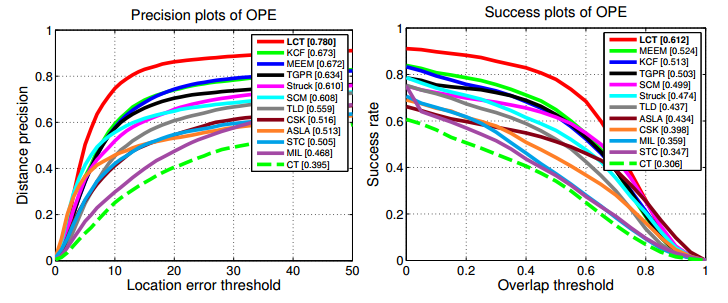 Precision plots of OPE
Distance precision
1
0.8
0.6
0.4
0.2
0
0
10
20
30
40
50
Location error threshold
LCT [0.780]
KCF [0.673]
MEEM [0.672]
TGPR [0.634]
Struck [0.610]
SCM [0.608]
TLD [0.559]
CSK [0.516]
ASLA [0.513]
STC [0.505]
MIL [0.468]
CT [0.395]
Success plots of OPE
Success rate
1
0.8
0.6
0.4
0.2
0
0
0.2
0.4
0.6
0.8
1
Overlap threshold
LCT [0.612]
MEEM [0.524]
KCF [0.513]
TGPR [0.503]
SCM [0.499]
Struck [0.474]
TLD [0.437]
ASLA [0.434]
CSK [0.398]
MIL [0.359]
STC [0.347]
CT [0.306]